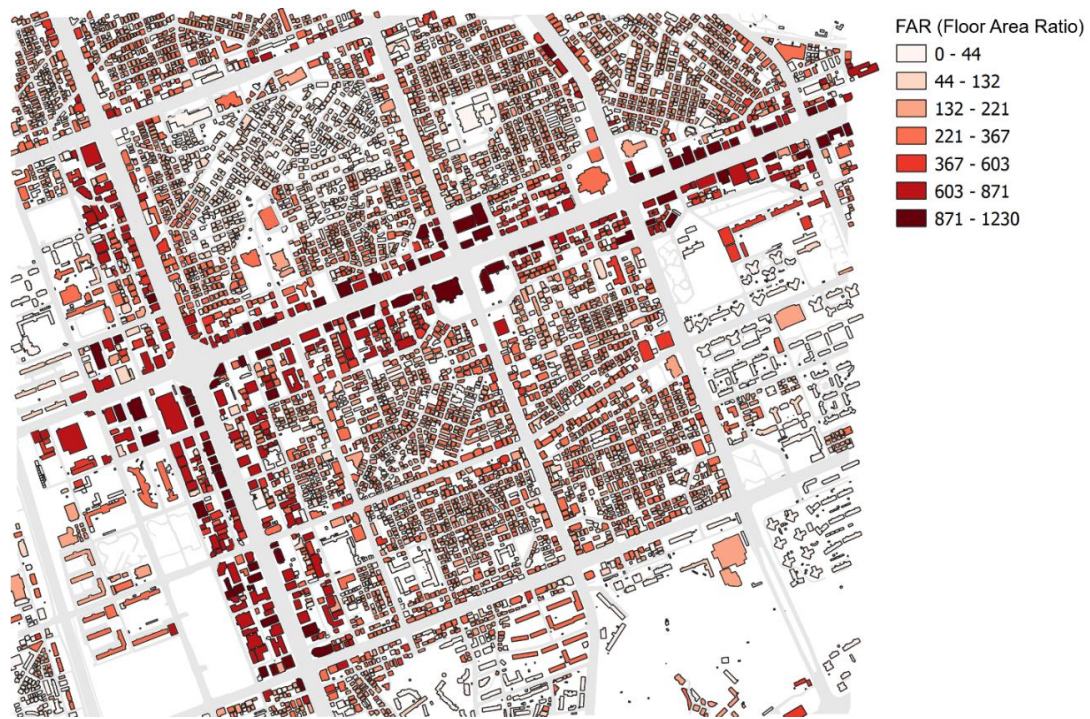 FAR (Floor Area Ratio)
0 - 44
44 - 132
132 - 221
221 - 367
367 - 603
603 - 871
871 - 1230